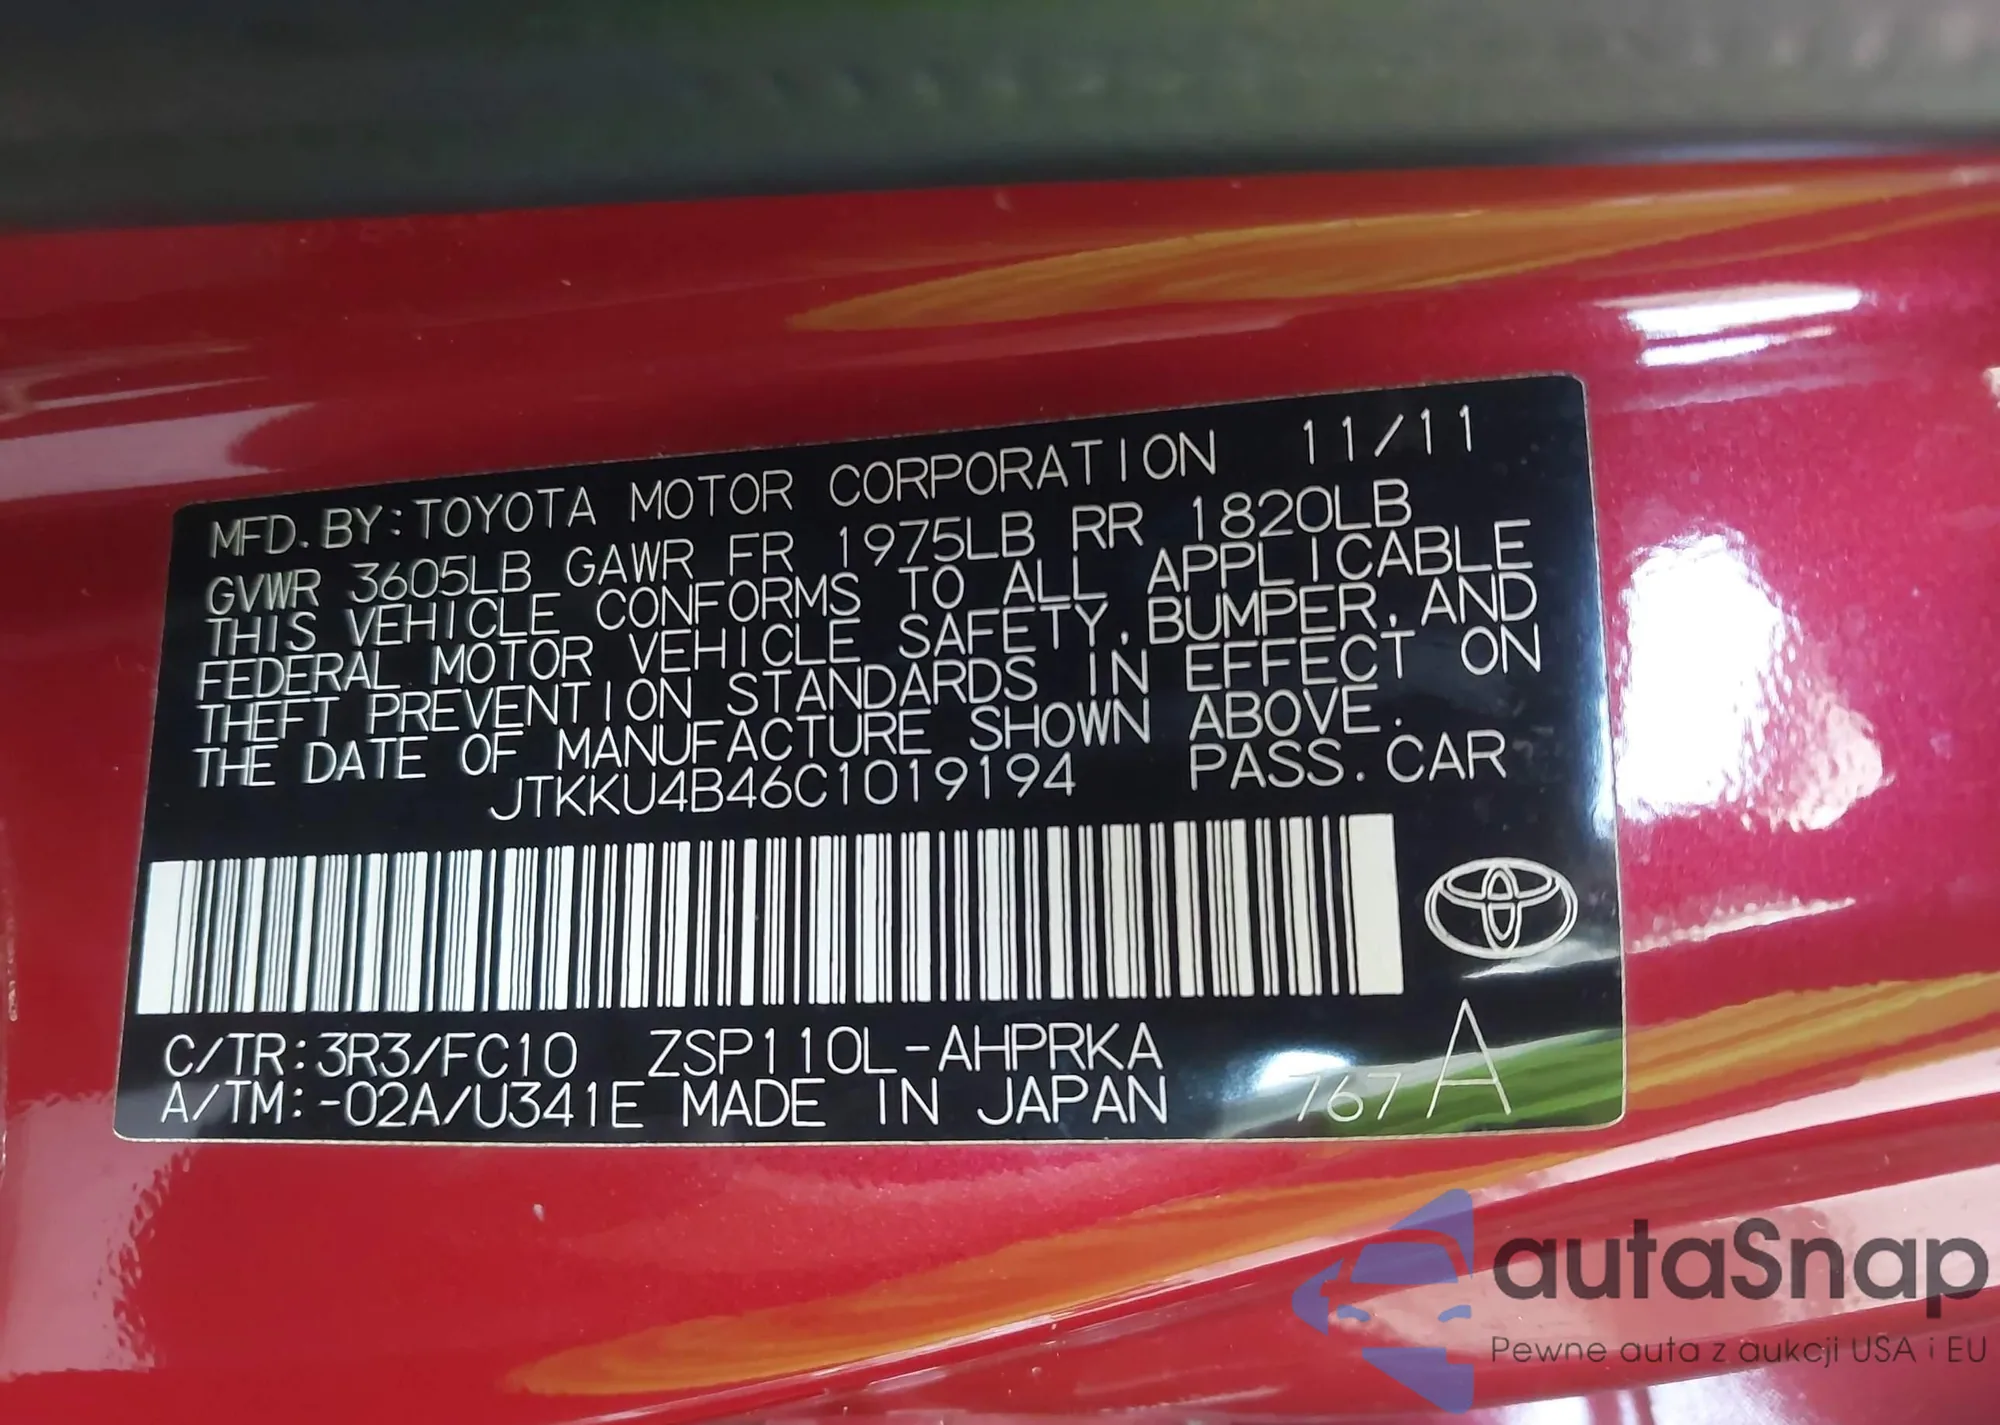 MFD.BY:TOYOTA MOTOR CORPORATION 11/11
GVWR 3605LB GAWR FR 1975LB RR 1820LB
THIS VEHICLE CONFORMS TO ALL APPLICABLE
FEDERAL MOTOR VEHICLE SAFETY, BUMPER, AND
THEFT PREVENTION STANDARDS IN EFFECT ON
THE DATE OF MANUFACTURE SHOWN ABOVE.
JTKKU4B46C1019194 PASS.CAR
C/TR:3R3/FC10 ZSP110L-AHPRKA
A/TM:-02A/U341E MADE IN JAPAN 767 A
autaSnap
Pewne auta z aukcji USA i EU